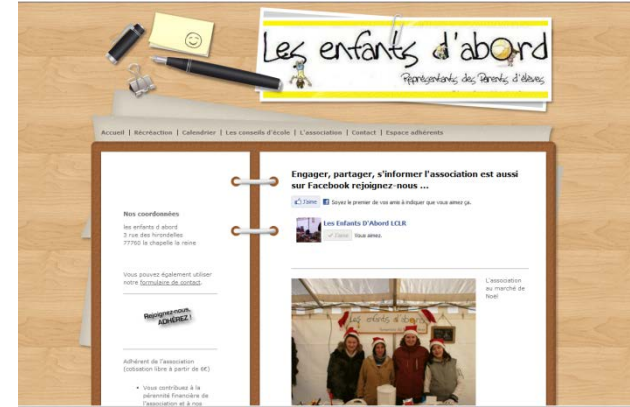 Les enfants d'abord
Représentants des Parents d'élèves
Accueil | Récréaction | Calendrier | Les conseils d'école | L'association | Contact | Espace adhérents
Engager, partager, s'informer l'association est aussi
sur Facebook rejoignez-nous ...
J'aime Soyez le premier de vos amis à indiquer que vous aimez ça.
Les Enfants D'Abord LCLR
J'aime Vous aimez.
Nos coordonnées
les enfants d abord
3 rue des hirondelles
77760 la chapelle la reine
Vous pouvez également utiliser
notre formulaire de contact.
Rejoignez-nous,
ADHÉREZ !
Adhérent de l'association
(cotisation libre à partir de 6€)
• Vous contribuez à la
pérennité financière de
l'association et à nos
L'association
au marché de
Noël
Les enfants d'abord